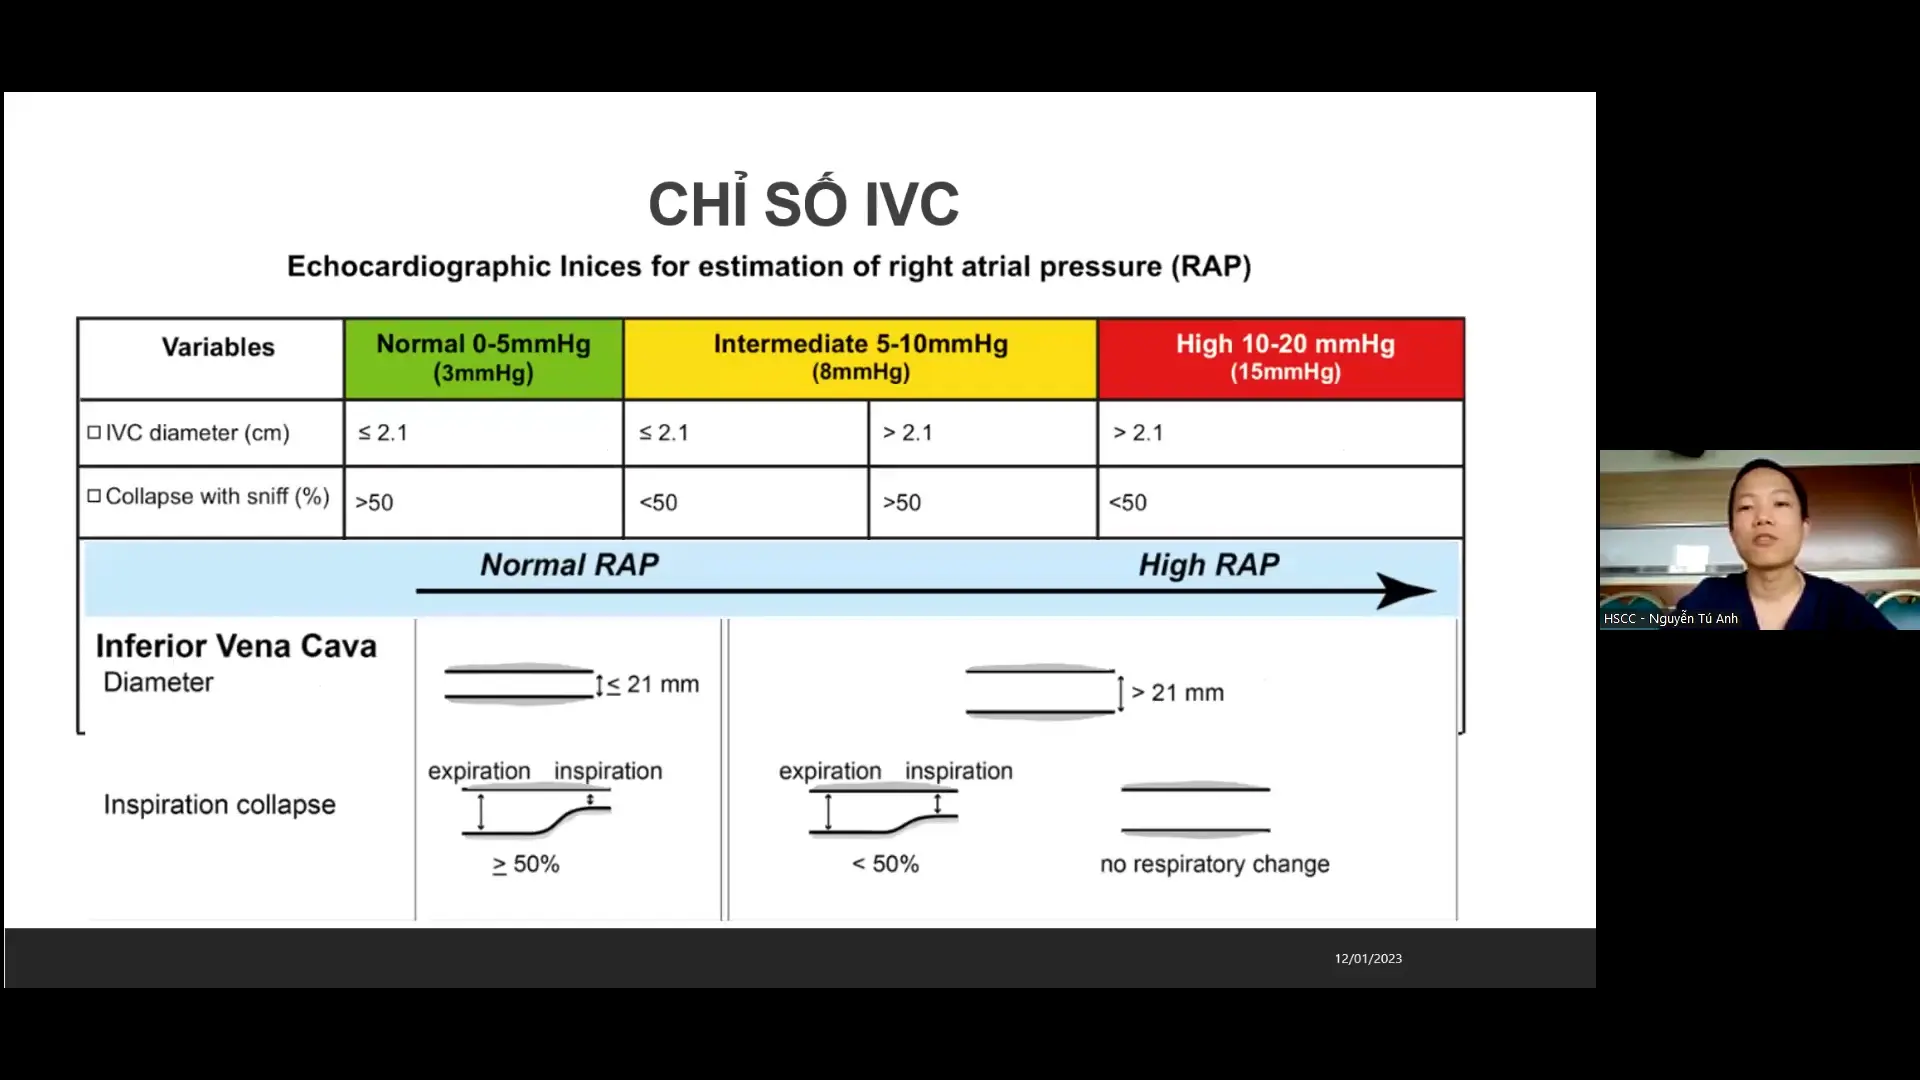 CHỈ SỐ IVC
Echocardiographic Inices for estimation of right atrial pressure (RAP)
Variables
Normal 0-5mmHg
(3mmHg)
Intermediate 5-10mmHg
(8mmHg)
High 10-20 mmHg
(15mmHg)
IVC diameter (cm)
≤ 2.1
≤ 2.1
> 2.1
> 2.1
Collapse with sniff (%)
>50
<50
>50
<50
Normal RAP
High RAP
Inferior Vena Cava
Diameter
≤ 21 mm
> 21 mm
Inspiration collapse
expiration inspiration
≥ 50%
expiration inspiration
< 50%
no respiratory change
12/01/2023
HSCC - Nguyễn Tú Anh